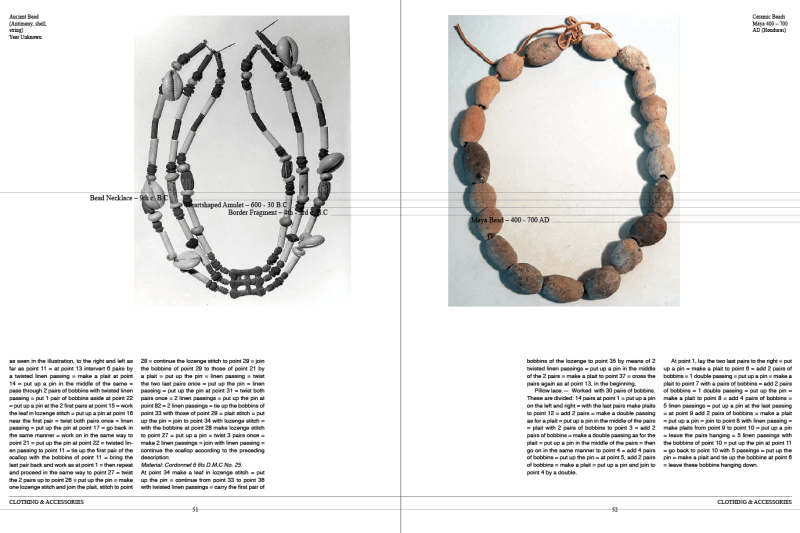 Ancient Bead
(Antimony, shell,
string)
Year Unknown
Bead Necklace – 9th c. B.C
Heartshaped Amulet – 600 - 30 B.C
Border Fragment – 4th - 3rd c. B.C
as seen in the illustration, to the right and left as
far as point 11 = at point 13 intervert 6 pairs by
a twisted linen passing = make a plait at point
14 = put up a pin in the middle of the same =
pass through 2 pairs of bobbins with twisted linen
passing = put 1 pair of bobbins aside at point 22
= put up a pin at the 2 first pairs at point 15 = work
the leaf in lozenge stitch = put up a pin at point 16
near the first pair = twist both pairs once = linen
passing = put up the pin at point 17 = go back in
the same manner = work on in the same way to
point 21 = put up the pin at point 22 = twisted lin-
en passing to point 11 = tie up the first pair of the
scallop with the bobbins of point 11 = bring the
last pair back and work as at point 1 = then repeat
and proceed in the same way to point 27 = twist
the 2 pairs up to point 28 = put up the pin = make
one lozenge stitch and join the plait, stitch to point
28 = continue the lozenge stitch to point 29 = join
the bobbins of point 29 to those of point 21 by
a plait = put up the pin = linen passing = twist
the two last pairs once = put up the pin = linen
passing = put up the pin at point 31 = twist both
pairs once = 2 linen passings = put up the pin at
point 82 = 2 linen passings = tie up the bobbins of
point 33 with those of point 29 = plait stitch = put
up the pin = join to point 34 with lozenge stitch =
with the bobbins at point 28 make lozenge stitch
to point 27 = put up a pin = twist 3 pairs once =
make 2 linen passings = join with linen passing =
continue the scallop according to the preceding
description.
Material: Cordonnet 6 fils D.M.C No. 25.
At point 34 make a leaf in lozenge stitch = put
up the pin = continue from point 33 to point 36
with twisted linen passings = carry the first pair of
CLOTHING & ACCESSORIES
51
Ceramic Beads
Maya 400 – 700
AD (Honduras)
Maya Bead – 400 - 700 AD
bobbins of the lozenge to point 35 by means of 2
twisted linen passings = put up a pin in the middle
of the 2 pairs = make a plait to point 37 = cross the
pairs again as at point 13, in the beginning.
Pillow lace.— Worked with 30 pairs of bobbins.
These are divided: 14 pairs at point 1 = put up a pin
on the left and right = with the last pairs make plaits
to point 12 = add 2 pairs = make a double passing
as for a plait = put up a pin in the middle of the pairs
= plait with 2 pairs of bobbins to point 3 = add 2
pairs of bobbins = make a double passing as for the
plait = put up a pin in the middle of the pairs = then
go on in the same manner to point 4 = add 4 pairs
of bobbins = put up the pin = at point 5, add 2 pairs
of bobbins = make a plait = put up a pin and join to
point 4 by a double.
At point 1, lay the two last pairs to the right = put
up a pin = make a plait to point 6 = add 2 pairs of
bobbins = 1 double passing = put up a pin = make a
plait to point 7 with a pairs of bobbins = add 2 pairs
of bobbins = 1 double passing = put up the pin =
make a plait to point 8 = add 4 pairs of bobbins =
5 linen passings = put up a pin at the last passing
= at point 9 add 2 pairs of bobbins = make a plait
= put up a pin = join to point 8 with linen passing =
make plaits from point 9 to point 10 = put up a pin
= leave the pairs hanging = 5 linen passings with
the bobbins of point 10 = put up the pin at point 11
= go back to point 10 with 5 passings = put up the
pin = make a plait and tie up the bobbins at point 6
= leave these bobbins hanging down.
CLOTHING & ACCESSORIES
52